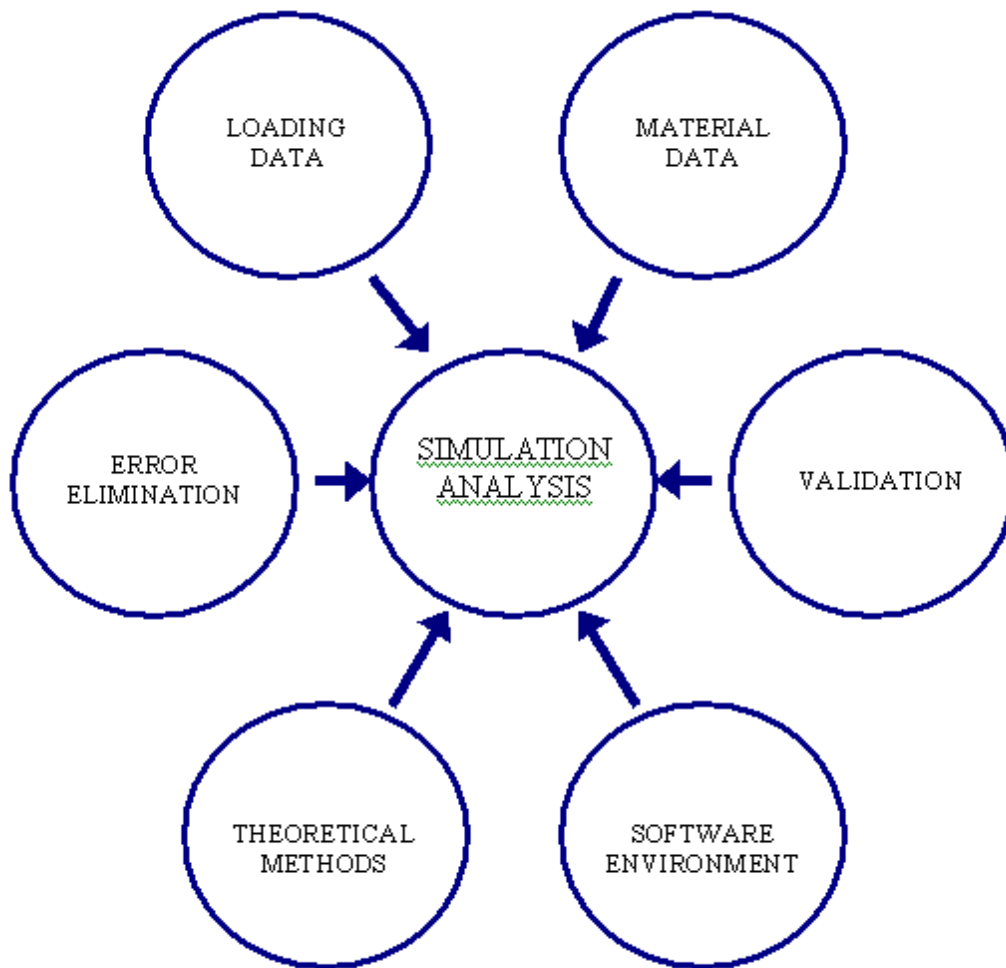 LOADING
DATA
MATERIAL
DATA
ERROR
ELIMINATION
SIMULATION
ANALYSIS
VALIDATION
THEORETICAL
METHODS
SOFTWARE
ENVIRONMENT